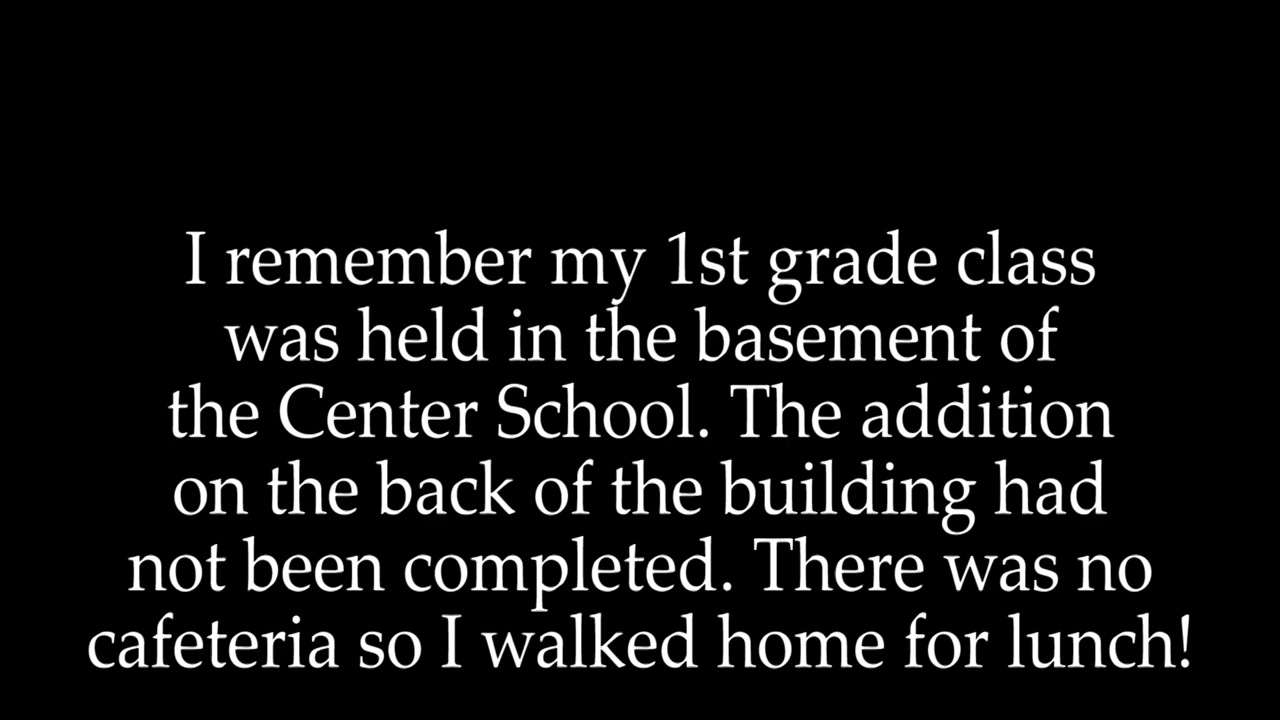 I remember my 1st grade class
was held in the basement of
the Center School. The addition
on the back of the building had
not been completed. There was no
cafeteria so I walked home for lunch!